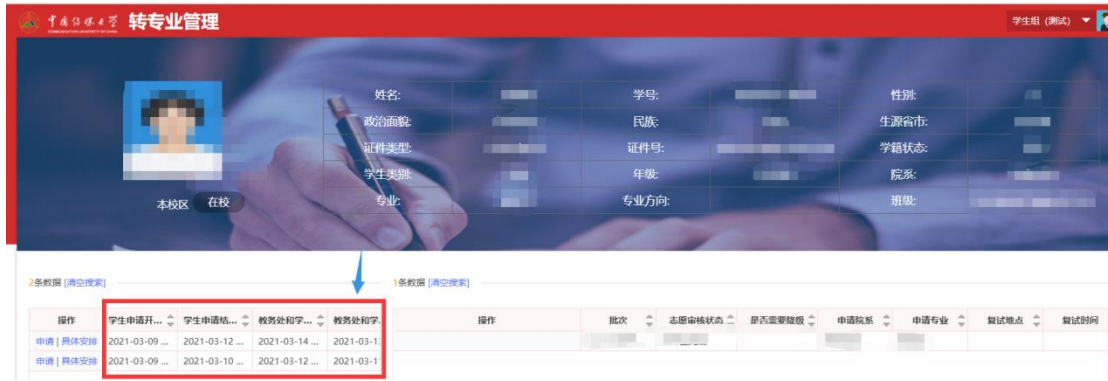 中国传媒大学 转专业管理 学生组 (测试)
COMMUNICATION UNIVERSITY OF CHINA
姓名: 学号: 性别:
政治面貌: 民族: 生源省市:
证件类型: 证件号: 学籍状态:
学生类别: 年级: 院系:
本校区 在校 专业: 专业方向: 班级:
2条数据 [清空搜索] 1条数据 [清空搜索]
操作 学生申请开... 学生申请结... 教务处和学... 教务处和学. 操作 批次 志愿审核状态 是否需要降级 申请院系 申请专业 复试地点 复试时间
申请 | 具体安排 2021-03-09 ... 2021-03-12 ... 2021-03-14 ... 2021-03-1
申请 | 具体安排 2021-03-09 ... 2021-03-10 ... 2021-03-12 ... 2021-03-1